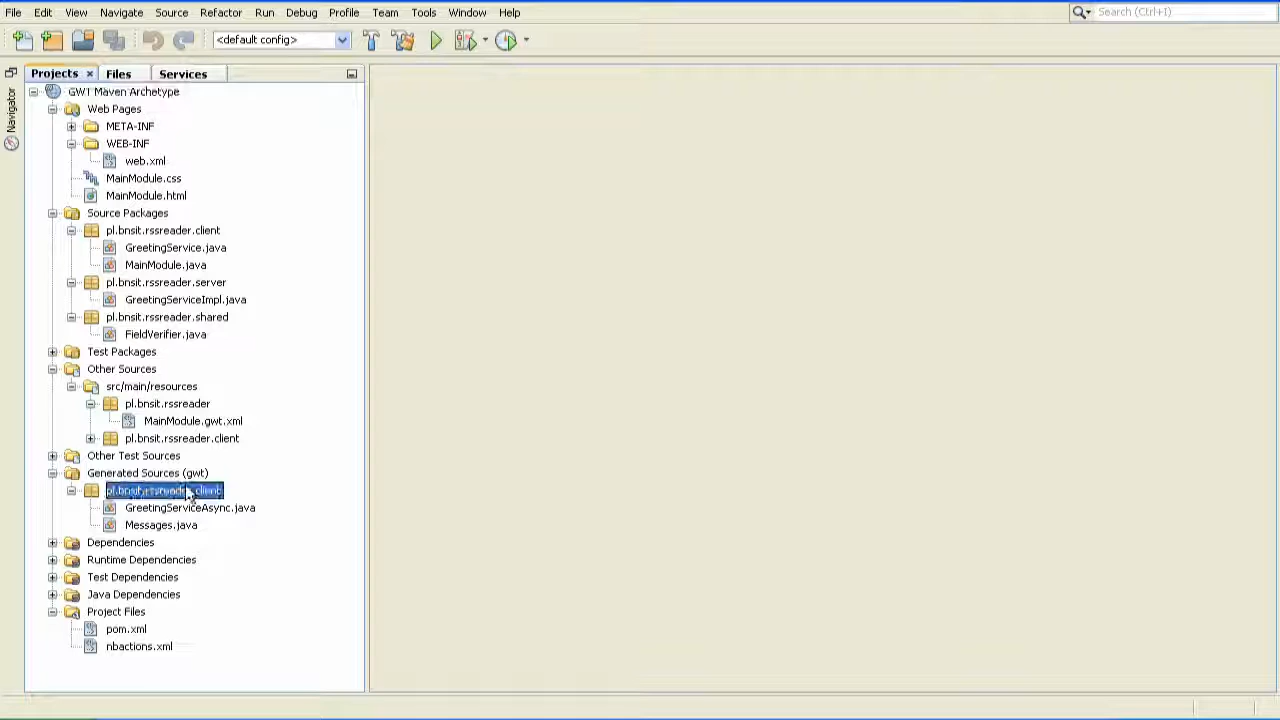 File Edit View Navigate Source Refactor Run Debug Profile Team Tools Window Help
Search (Ctrl+I)
<default config>
Projects Files Services
Navigator
GWT Maven Archetype
Web Pages
META-INF
WEB-INF
web.xml
MainModule.css
MainModule.html
Source Packages
pl.bnsit.rssreader.client
GreetingService.java
MainModule.java
pl.bnsit.rssreader.server
GreetingServiceImpl.java
pl.bnsit.rssreader.shared
FieldVerifier.java
Test Packages
Other Sources
src/main/resources
pl.bnsit.rssreader
MainModule.gwt.xml
pl.bnsit.rssreader.client
Other Test Sources
Generated Sources (gwt)
pl.bnsit.rssreader.client
GreetingServiceAsync.java
Messages.java
Dependencies
Runtime Dependencies
Test Dependencies
Java Dependencies
Project Files
pom.xml
nbactions.xml